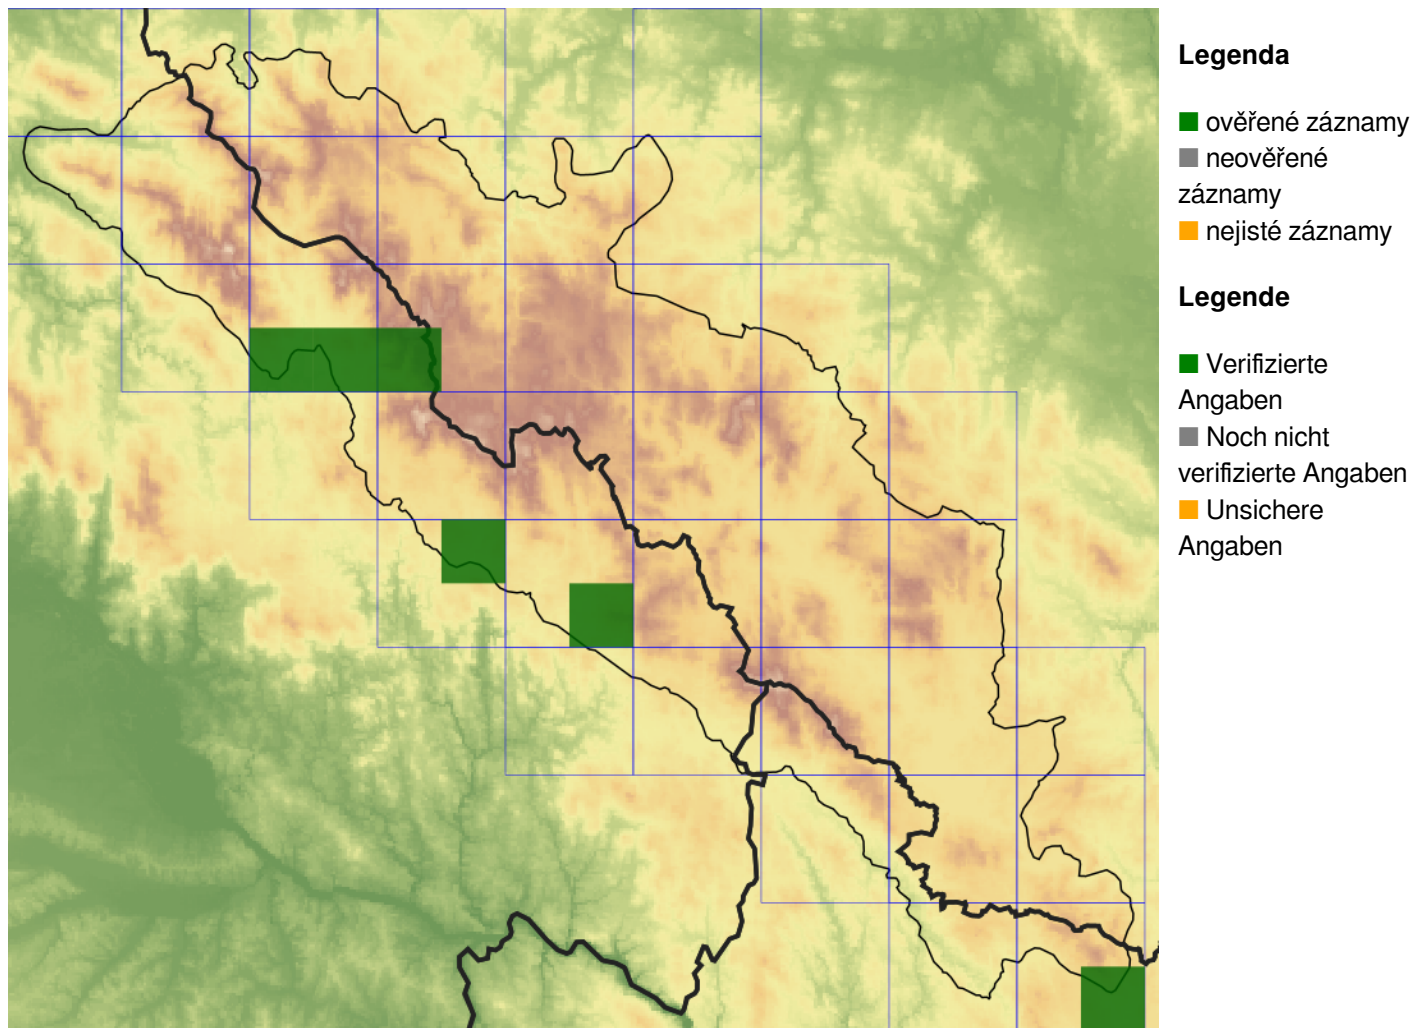 Legenda
ověřené záznamy
neověřené
záznamy
nejisté záznamy
Legende
Verifizierte
Angaben
Noch nicht
verifizierte Angaben
Unsichere
Angaben